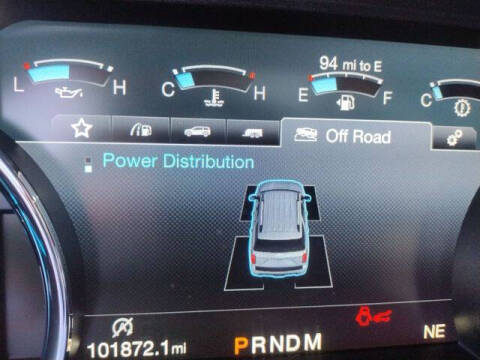 94 mi to E
L H
C H
E F
C
Off Road
Power Distribution
101872.1mi
PRNDM
NE